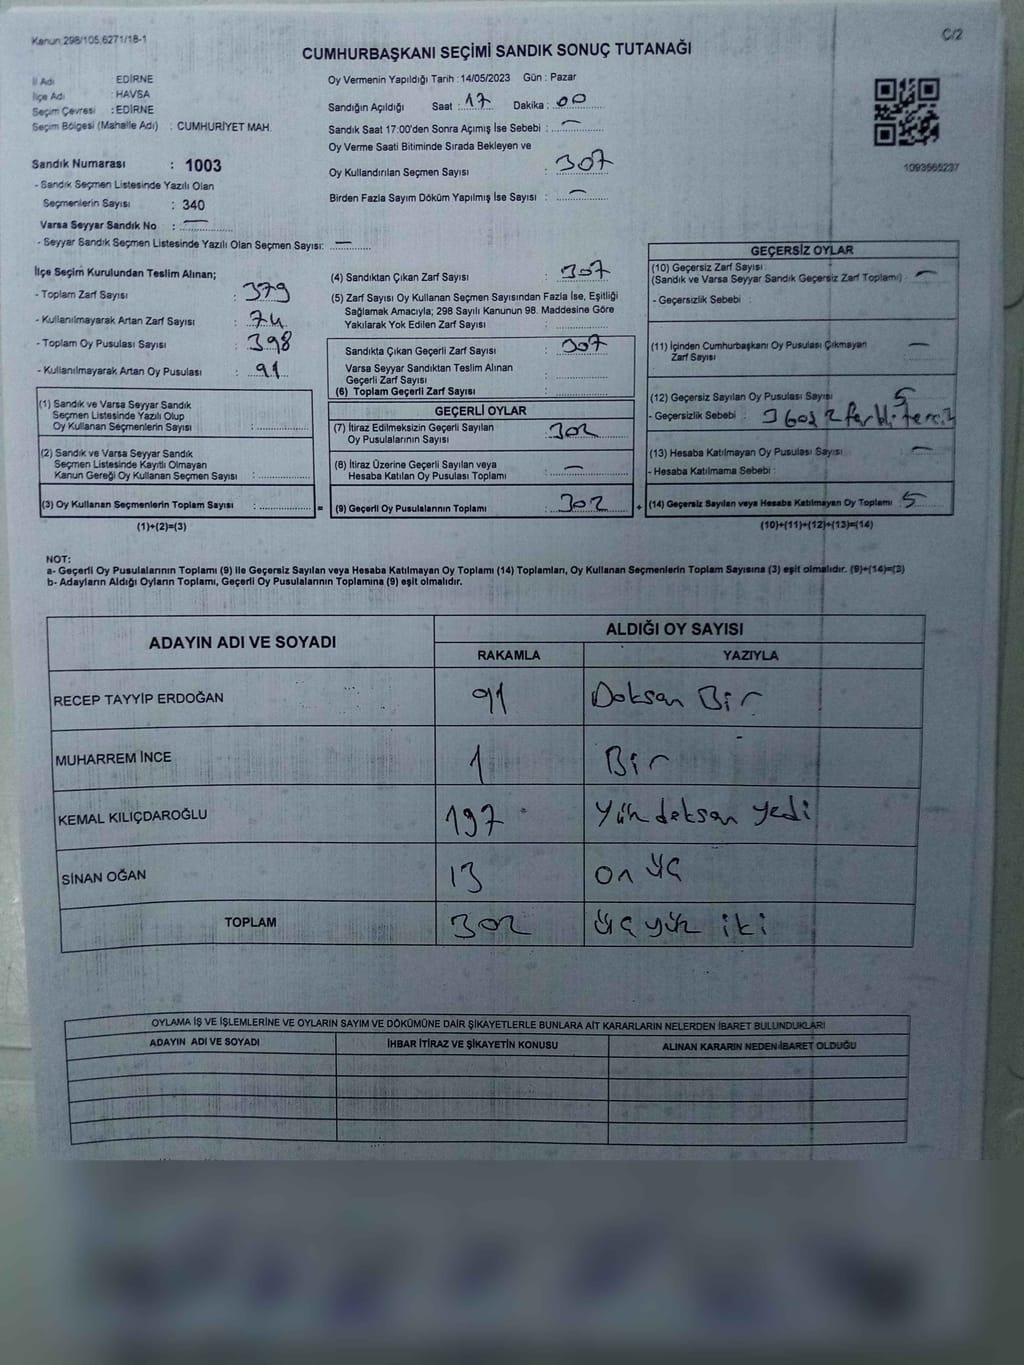 Kanun 298/105,6271/18-1
C/2
CUMHURBAŞKANI SEÇİMİ SANDIK SONUÇ TUTANAĞI
İl Adı : EDİRNE
İlçe Adı : HAVSA
Seçim Çevresi : EDİRNE
Seçim Bölgesi (Mahalle Adı) : CUMHURİYET MAH.
Sandık Numarası : 1003
- Sandık Seçmen Listesinde Yazılı Olan
Seçmenlerin Sayısı : 340
Varsa Seyyar Sandık No : —
- Seyyar Sandık Seçmen Listesinde Yazılı Olan Seçmen Sayısı: —
Oy Vermenin Yapıldığı Tarih : 14/05/2023 Gün : Pazar
Sandığın Açıldığı Saat : 17 Dakika : 00
Sandık Saat 17:00'den Sonra Açımış İse Sebebi : —
Oy Verme Saati Bitiminde Sırada Bekleyen ve
Oy Kullandırılan Seçmen Sayısı : 307
Birden Fazla Sayım Döküm Yapılmış İse Sayısı : —
1093565237
İlçe Seçim Kurulundan Teslim Alınan;
- Toplam Zarf Sayısı : 379
- Kullanılmayarak Artan Zarf Sayısı : 74
- Toplam Oy Pusulası Sayısı : 398
- Kullanılmayarak Artan Oy Pusulası : 91
(1) Sandık ve Varsa Seyyar Sandık
Seçmen Listesinde Yazılı Olup
Oy Kullanan Seçmenlerin Sayısı :
(2) Sandık ve Varsa Seyyar Sandık
Seçmen Listesinde Kayıtlı Olmayan
Kanun Gereği Oy Kullanan Seçmen Sayısı :
(3) Oy Kullanan Seçmenlerin Toplam Sayısı : =
(1)+(2)=(3)
(4) Sandıktan Çıkan Zarf Sayısı : 307
(5) Zarf Sayısı Oy Kullanan Seçmen Sayısından Fazla İse, Eşitliği
Sağlamak Amacıyla; 298 Sayılı Kanunun 98. Maddesine Göre
Yakılarak Yok Edilen Zarf Sayısı :
Sandıkta Çıkan Geçerli Zarf Sayısı : 307
Varsa Seyyar Sandıktan Teslim Alınan
Geçerli Zarf Sayısı :
(6) Toplam Geçerli Zarf Sayısı :
GEÇERLİ OYLAR
(7) İtiraz Edilmeksizin Geçerli Sayılan
Oy Pusulalarının Sayısı : 302
(8) İtiraz Üzerine Geçerli Sayılan veya
Hesaba Katılan Oy Pusulası Toplamı : —
(9) Geçerli Oy Pusulalarının Toplamı : 302 +
GEÇERSİZ OYLAR
(10) Geçersiz Zarf Sayısı :
(Sandık ve Varsa Seyyar Sandık Geçersiz Zarf Toplamı) —
- Geçersizlik Sebebi :
(11) İçinden Cumhurbaşkanı Oy Pusulası Çıkmayan —
Zarf Sayısı :
(12) Geçersiz Sayılan Oy Pusulası Sayısı 5
- Geçersizlik Sebebi : 2 farklı tercih
(13) Hesaba Katılmayan Oy Pusulası Sayısı —
- Hesaba Katılmama Sebebi :
(14) Geçersiz Sayılan veya Hesaba Katılmayan Oy Toplamı : 5
(10)+(11)+(12)+(13)=(14)
NOT:
a- Geçerli Oy Pusulalarının Toplamı (9) ile Geçersiz Sayılan veya Hesaba Katılmayan Oy Toplamı (14) Toplamları, Oy Kullanan Seçmenlerin Toplam Sayısına (3) eşit olmalıdır. (9)+(14)=(3)
b- Adayların Aldığı Oyların Toplamı, Geçerli Oy Pusulalarının Toplamına (9) eşit olmalıdır.
ADAYIN ADI VE SOYADI ALDIĞI OY SAYISI
RAKAMLA YAZIYLA
RECEP TAYYİP ERDOĞAN 91 Doksan Bir
MUHARREM İNCE 1 Bir
KEMAL KILIÇDAROĞLU 197 Yüz doksan yedi
SİNAN OĞAN 13 on üç
TOPLAM 302 üç yüz iki
OYLAMA İŞ VE İŞLEMLERİNE VE OYLARIN SAYIM VE DÖKÜMÜNE DAİR ŞİKAYETLERLE BUNLARA AİT KARARLARIN NELERDEN İBARET BULUNDUKLARI
ADAYIN ADI VE SOYADI İHBAR İTİRAZ VE ŞİKAYETİN KONUSU ALINAN KARARIN NEDEN İBARET OLDUĞU